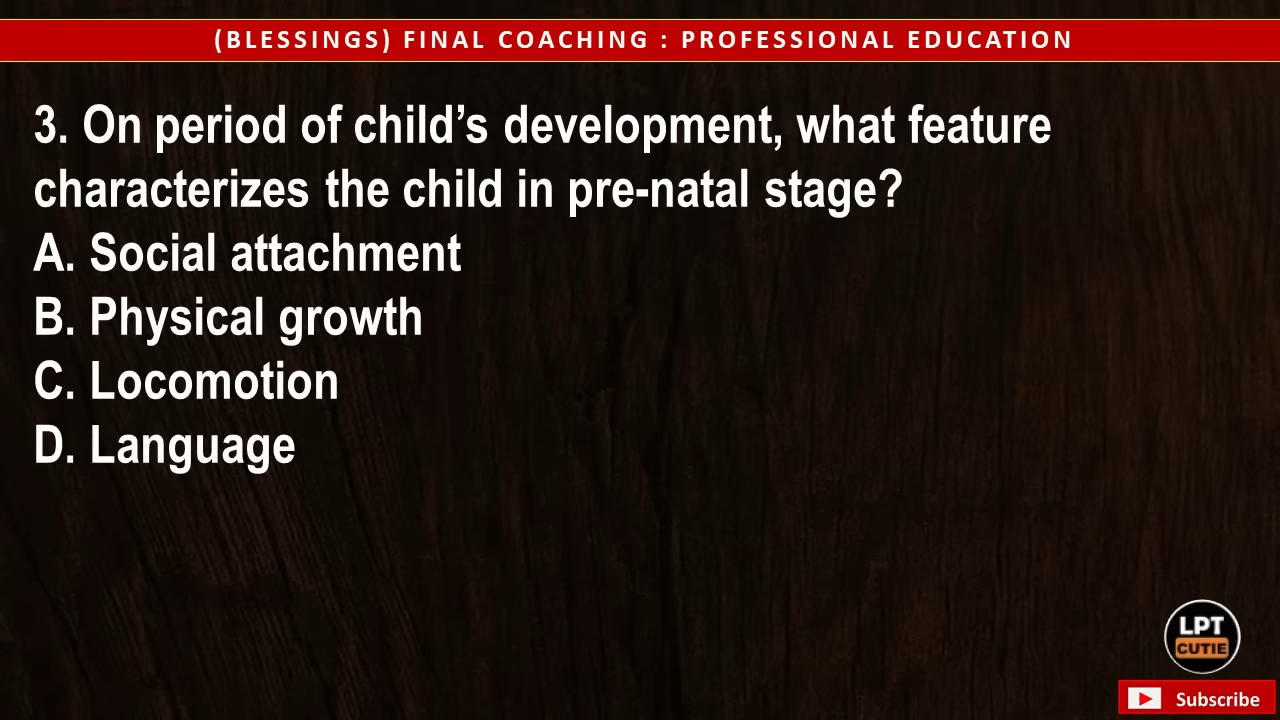 (BLESSINGS) FINAL COACHING : PROFESSIONAL EDUCATION
3. On period of child’s development, what feature
characterizes the child in pre-natal stage?
A. Social attachment
B. Physical growth
C. Locomotion
D. Language
LPT
CUTIE
Subscribe